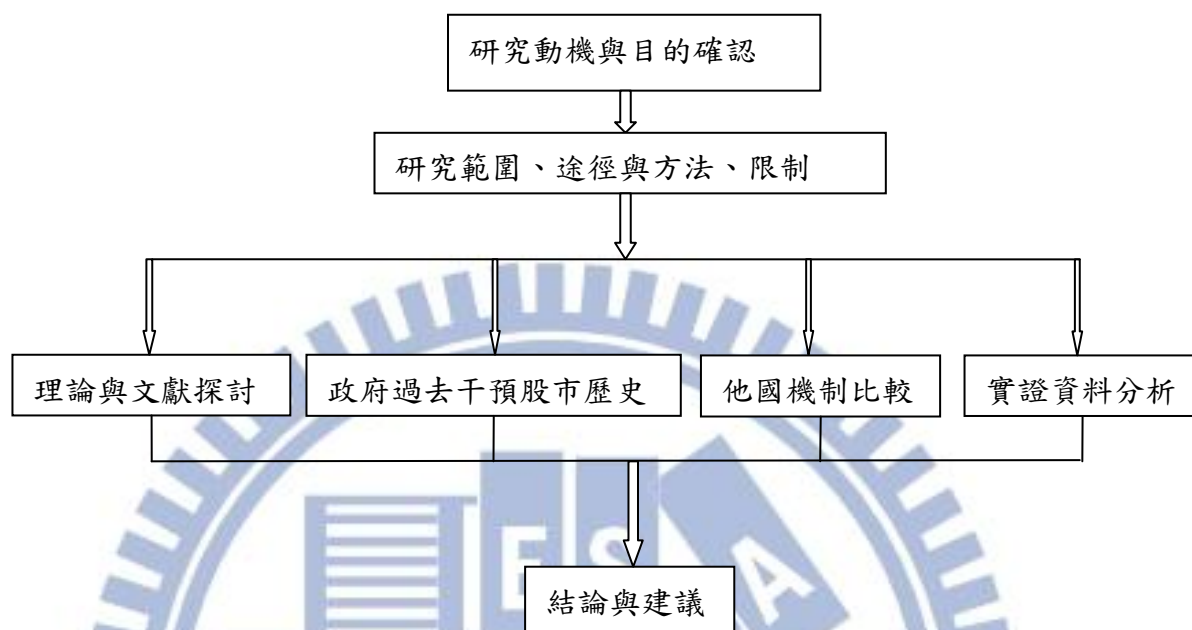 研究動機與目的確認
研究範圍、途徑與方法、限制
理論與文獻探討
政府過去干預股市歷史
他國機制比較
實證資料分析
E S A
結論與建議